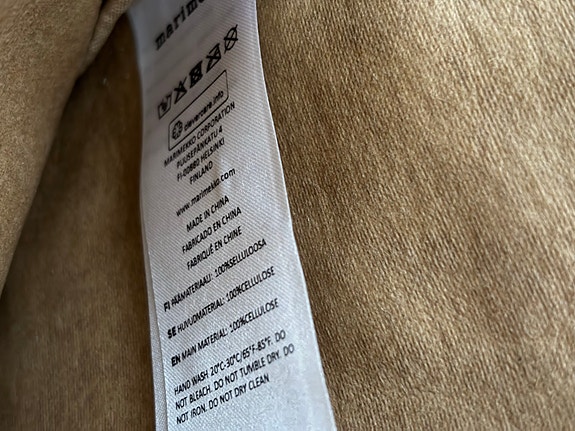 marime
clevercare.info
MARIMEKKO CORPORATION
PUUSEPÄNKATU 4
FI-00880 HELSINKI
FINLAND
www.marimekko.com
MADE IN CHINA
FABRICADO EN CHINA
FABRIQUÉ EN CHINE
FI PÄÄMATERIAALI: 100%SELLULOOSA
SE HUVUDMATERIAL: 100%CELLULOSE
EN MAIN MATERIAL: 100%CELLULOSE
HAND WASH 20°C-30°C/65°F-85°F. DO
NOT BLEACH. DO NOT TUMBLE DRY. DO
NOT IRON. DO NOT DRY CLEAN